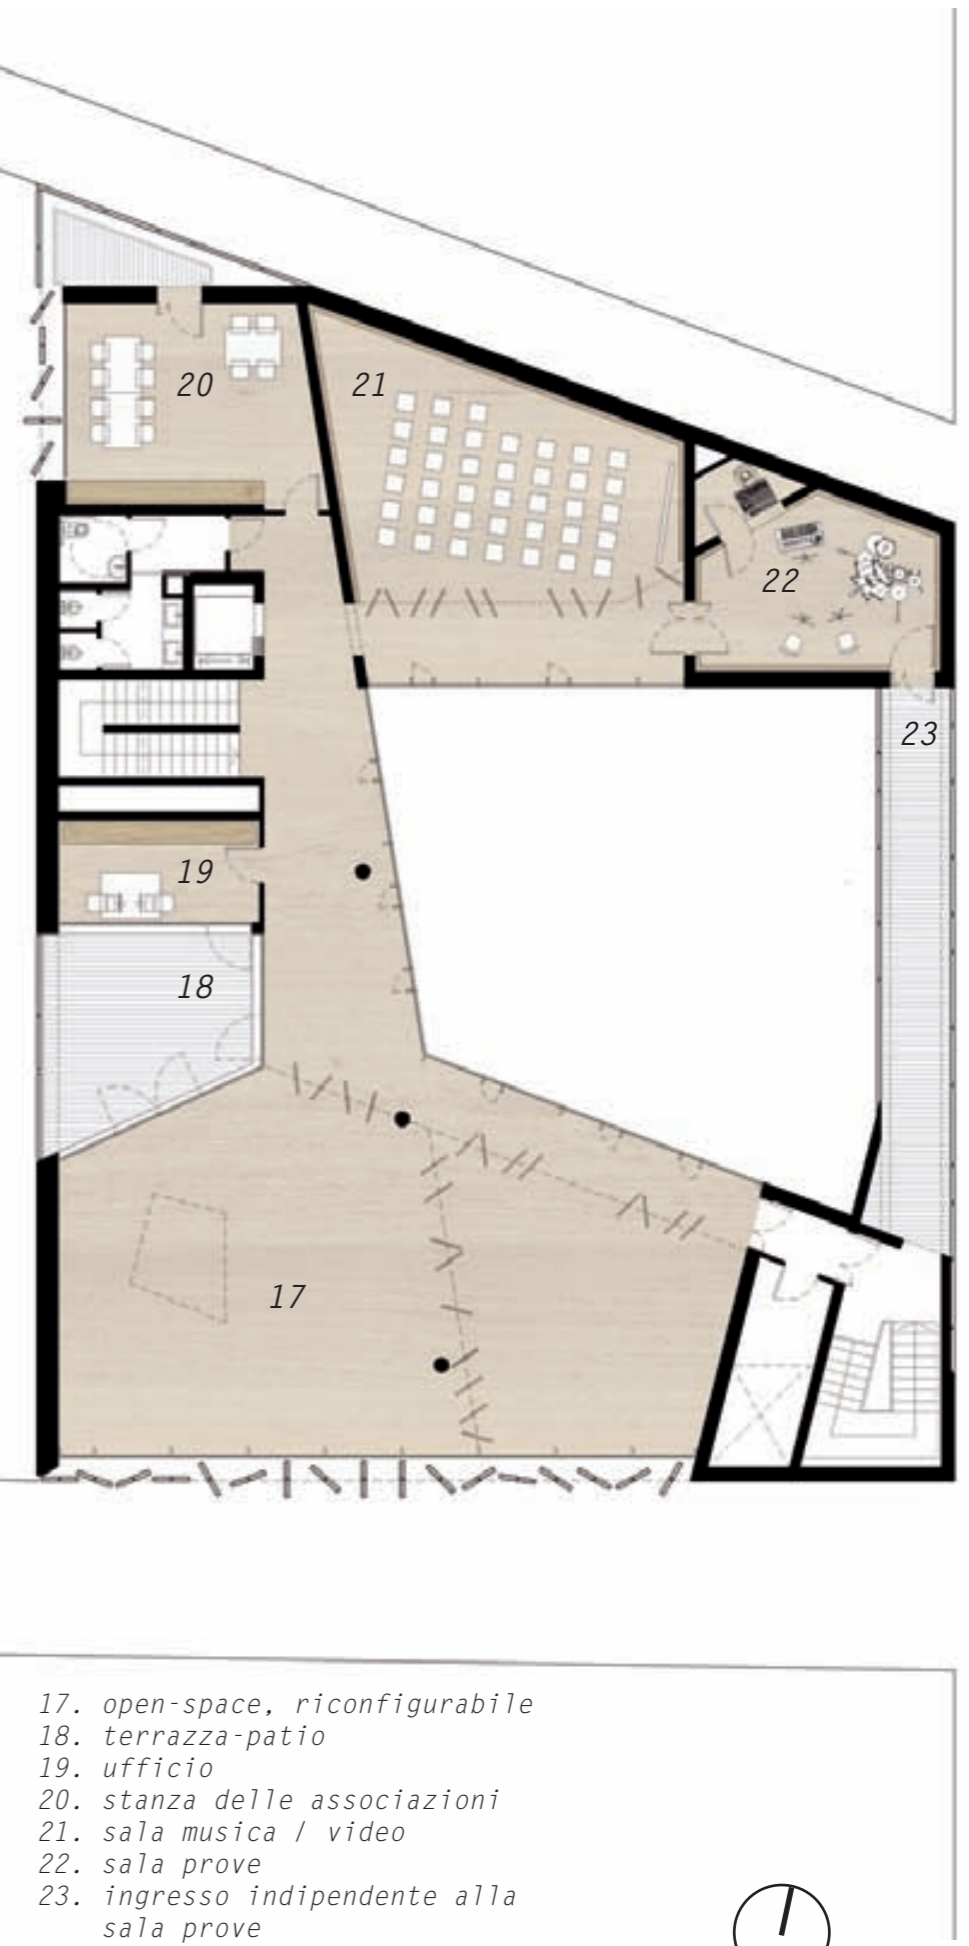 20
21
22
23
19
18
17
17. open-space, riconfigurabile
18. terrazza-patio
19. ufficio
20. stanza delle associazioni
21. sala musica / video
22. sala prove
23. ingresso indipendente alla
sala prove